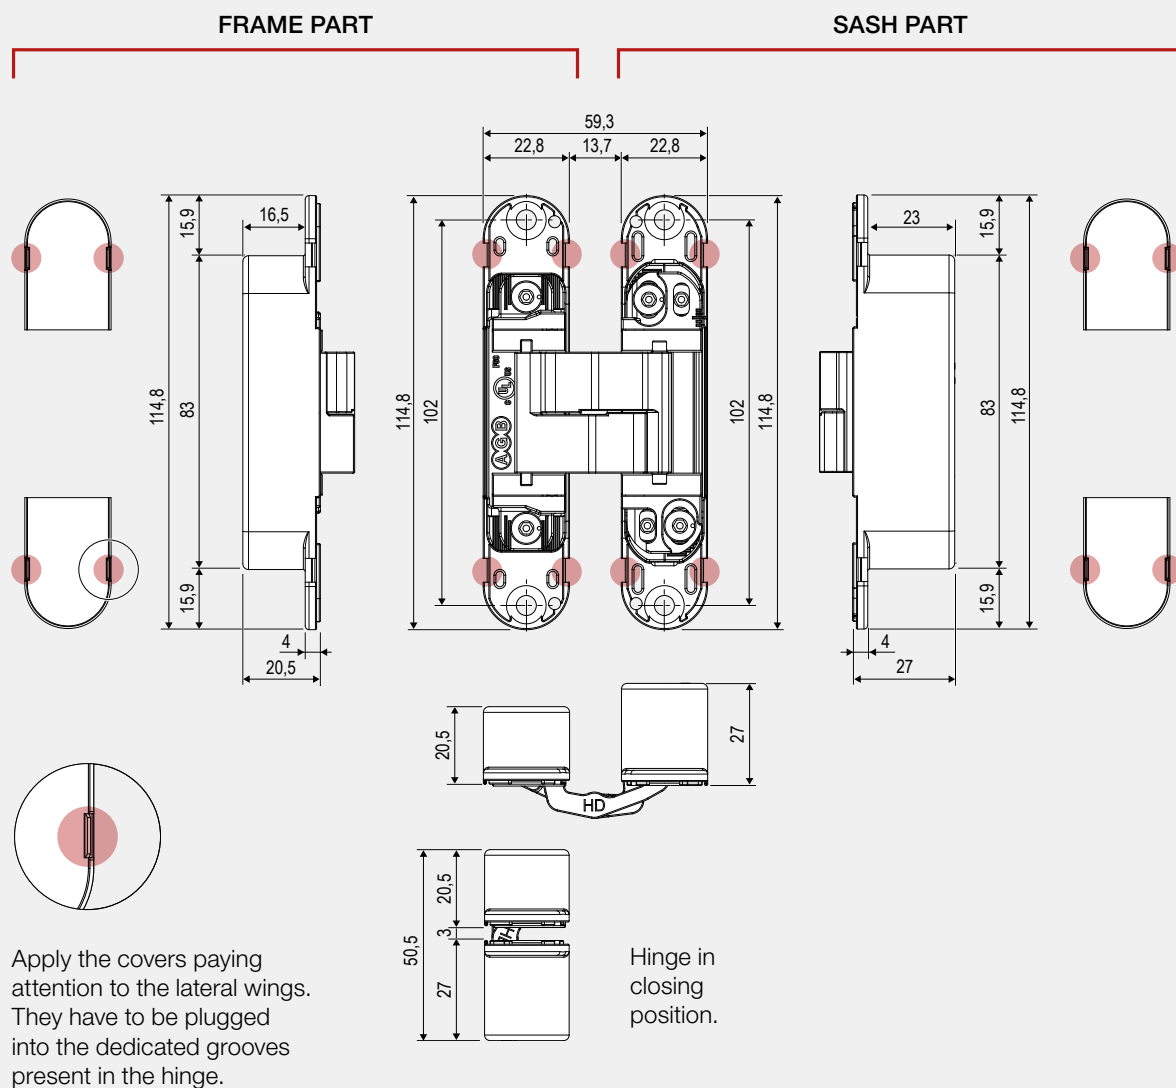 FRAME PART
SASH PART
59,3
22,8
13,7
22,8
15,9
16,5
23
15,9
114,8
83
114,8
102
F60
C UL US
AGB
102
114,8
83
114,8
15,9
15,9
4
20,5
4
27
20,5
27
HD
50,5
20,5
3
27
HD
Apply the covers paying
attention to the lateral wings.
They have to be plugged
into the dedicated grooves
present in the hinge.
Hinge in
closing
position.